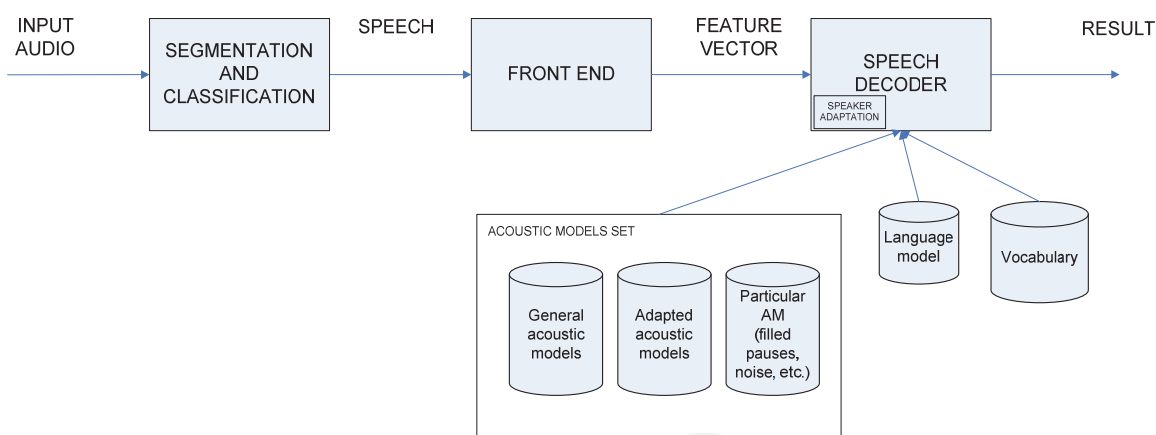 INPUT
AUDIO
SEGMENTATION
AND
CLASSIFICATION
SPEECH
FRONT END
FEATURE
VECTOR
SPEECH
DECODER
SPEAKER
ADAPTATION
RESULT
ACOUSTIC MODELS SET
General
acoustic
models
Adapted
acoustic
models
Particular
AM
(filled
pauses,
noise, etc.)
Language
model
Vocabulary